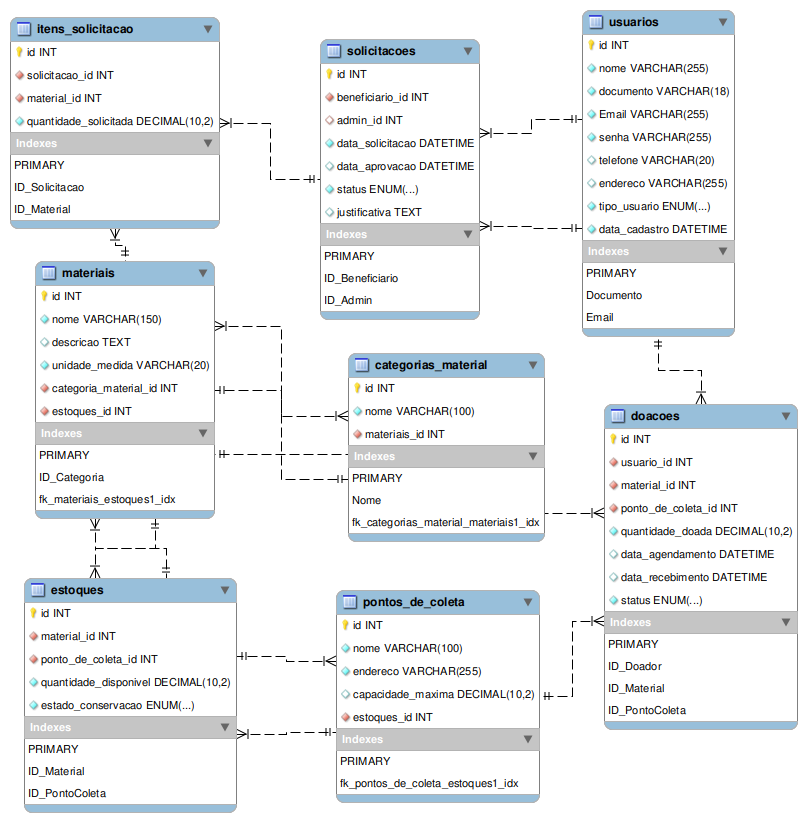 itens_solicitacao
id INT
solicitacao_id INT
material_id INT
quantidade_solicitada DECIMAL(10,2)
Indexes
PRIMARY
ID_Solicitacao
ID_Material
solicitacoes
id INT
beneficiario_id INT
admin_id INT
data_solicitacao DATETIME
data_aprovacao DATETIME
status ENUM(...)
justificativa TEXT
Indexes
PRIMARY
ID_Beneficiario
ID_Admin
usuarios
id INT
nome VARCHAR(255)
documento VARCHAR(18)
Email VARCHAR(255)
senha VARCHAR(255)
telefone VARCHAR(20)
endereco VARCHAR(255)
tipo_usuario ENUM(...)
data_cadastro DATETIME
Indexes
PRIMARY
Documento
Email
materiais
id INT
nome VARCHAR(150)
descricao TEXT
unidade_medida VARCHAR(20)
categoria_material_id INT
estoques_id INT
Indexes
PRIMARY
ID_Categoria
fk_materiais_estoques1_idx
categorias_material
id INT
nome VARCHAR(100)
materiais_id INT
Indexes
PRIMARY
Nome
fk_categorias_material_materiais1_idx
doacoes
id INT
usuario_id INT
material_id INT
ponto_de_coleta_id INT
quantidade_doada DECIMAL(10,2)
data_agendamento DATETIME
data_recebimento DATETIME
status ENUM(...)
Indexes
PRIMARY
ID_Doador
ID_Material
ID_PontoColeta
estoques
id INT
material_id INT
ponto_de_coleta_id INT
quantidade_disponivel DECIMAL(10,2)
estado_conservacao ENUM(...)
Indexes
PRIMARY
ID_Material
ID_PontoColeta
pontos_de_coleta
id INT
nome VARCHAR(100)
endereco VARCHAR(255)
capacidade_maxima DECIMAL(10,2)
estoques_id INT
Indexes
PRIMARY
fk_pontos_de_coleta_estoques1_idx